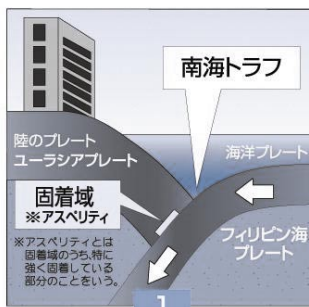 南海トラフ
陸のプレート
ユーラシアプレート
海洋プレート
固着域
※アスペリティ
フィリピン海
プレート
※アスペリティとは
固着域のうち、特に
強く固着している
部分のことをいう。
1